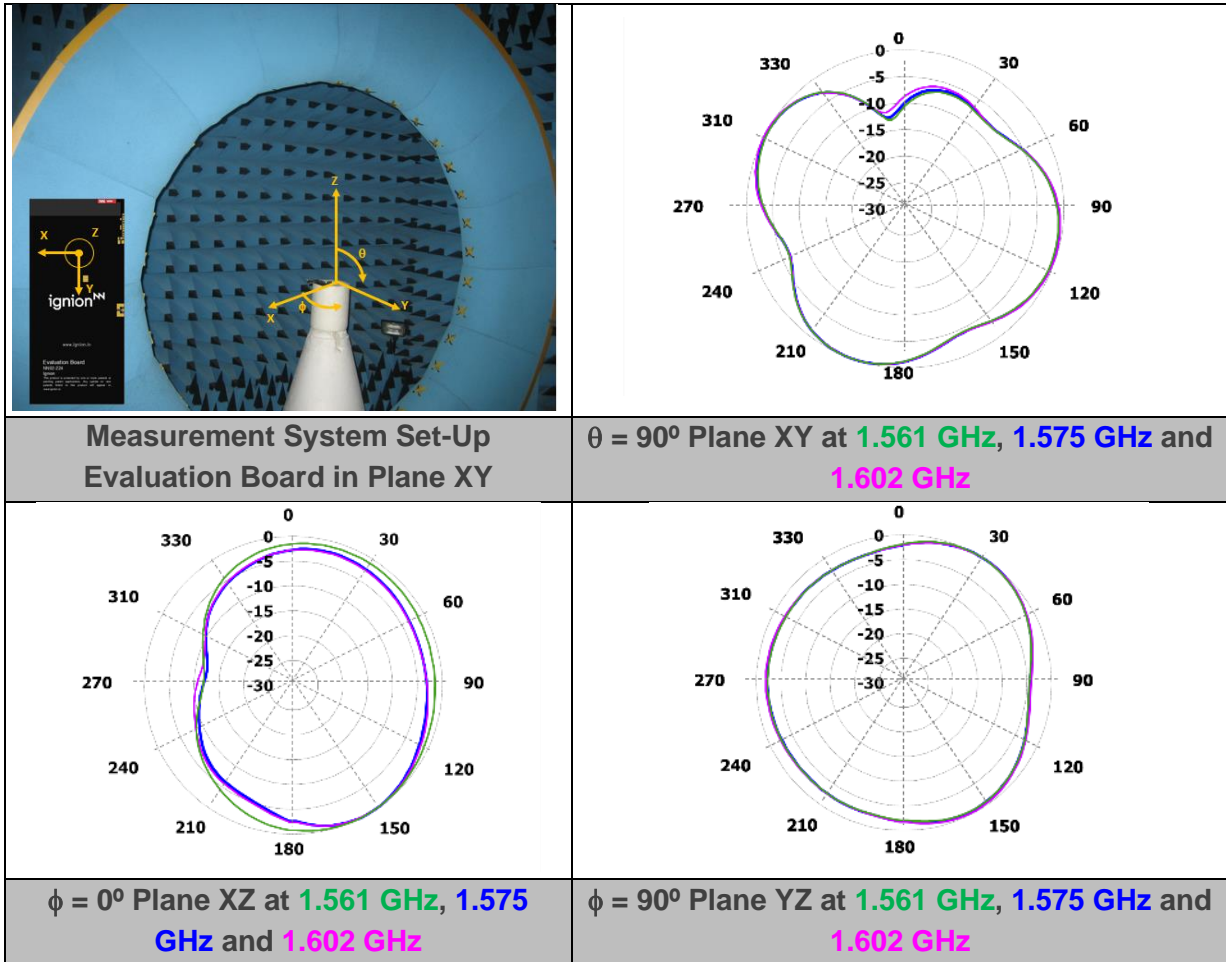 Z
θ
X
ϕ
Y
X
Z
Y
ignion NN
www.ignion.io
Evaluation Board
Ignion
Measurement System Set-Up
Evaluation Board in Plane XY
0
30
60
90
120
150
180
210
240
270
310
330
0
-5
-10
-15
-20
-25
-30
θ = 90º Plane XY at 1.561 GHz, 1.575 GHz and
1.602 GHz
0
30
60
90
120
150
180
210
240
270
310
330
0
-5
-10
-15
-20
-25
-30
ϕ = 0º Plane XZ at 1.561 GHz, 1.575
GHz and 1.602 GHz
0
30
60
90
120
150
180
210
240
270
310
330
0
-5
-10
-15
-20
-25
-30
ϕ = 90º Plane YZ at 1.561 GHz, 1.575 GHz and
1.602 GHz